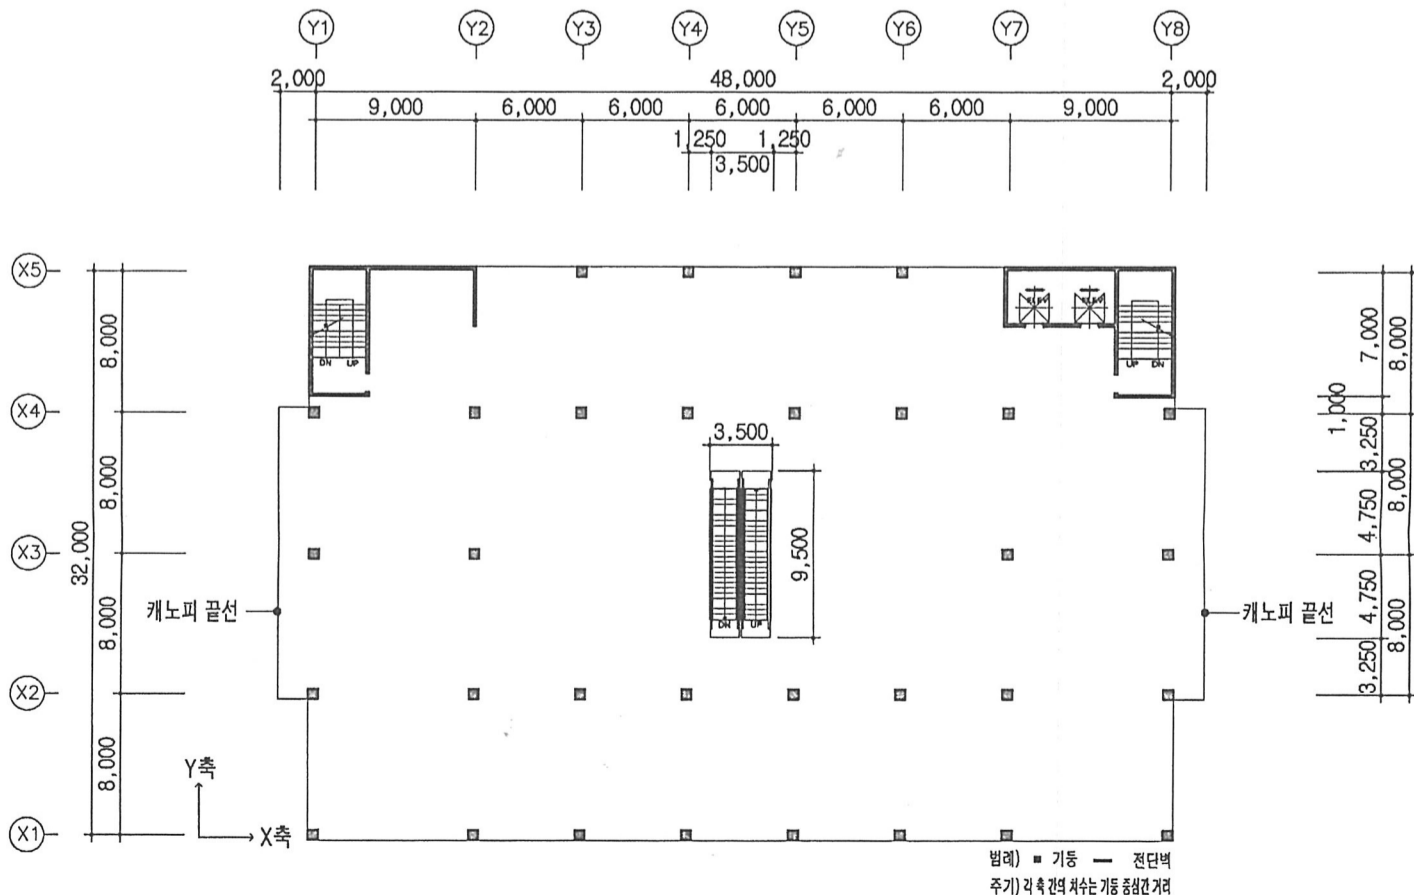 Y1 Y2 Y3 Y4 Y5 Y6 Y7 Y8
2,000 48,000 2,000
9,000 6,000 6,000 6,000 6,000 6,000 9,000
1,250 1,250
3,500
X5
X4
X3
X2
X1
8,000
8,000
8,000
8,000
32,000
ELEV ELEV
DN UP
UP DN
3,500
9,500
DN UP
캐노피 끝선
캐노피 끝선
7,000
1,000
3,250
4,750
4,750
3,250
8,000
8,000
8,000
Y축
X축
범례) 기둥 전단벽
주기) 각 축 간의 치수는 기둥 중심간 거리